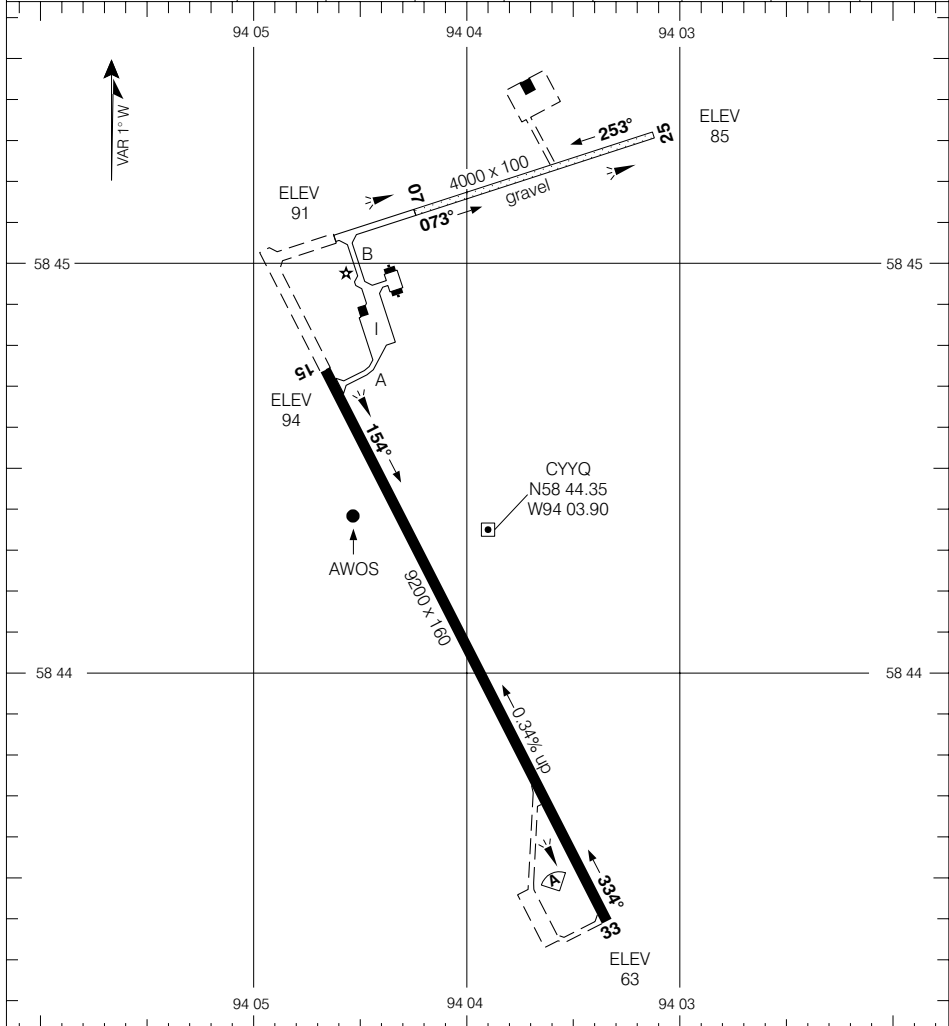 94 05
94 04
94 03
VAR 1° W
253°
25
ELEV
85
4000 x 100
gravel
ELEV
91
07
073°
B
58 45
58 45
I
15
A
ELEV
94
154°
CYYQ
N58 44.35
W94 03.90
AWOS
9200 x 160
58 44
58 44
0.34% up
A
334°
33
ELEV
63
94 05
94 04
94 03